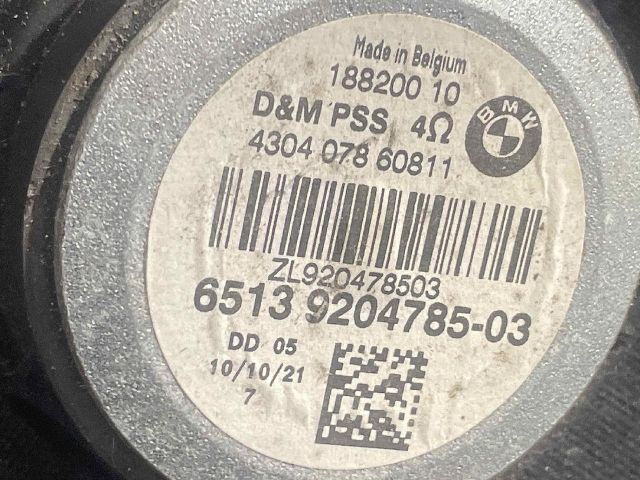 Made in Belgium
188200 10
D&M PSS 4Ω
BMW
4304 078 60811
ZL920478503
6513 9204785-03
DD 05
10/10/21
7